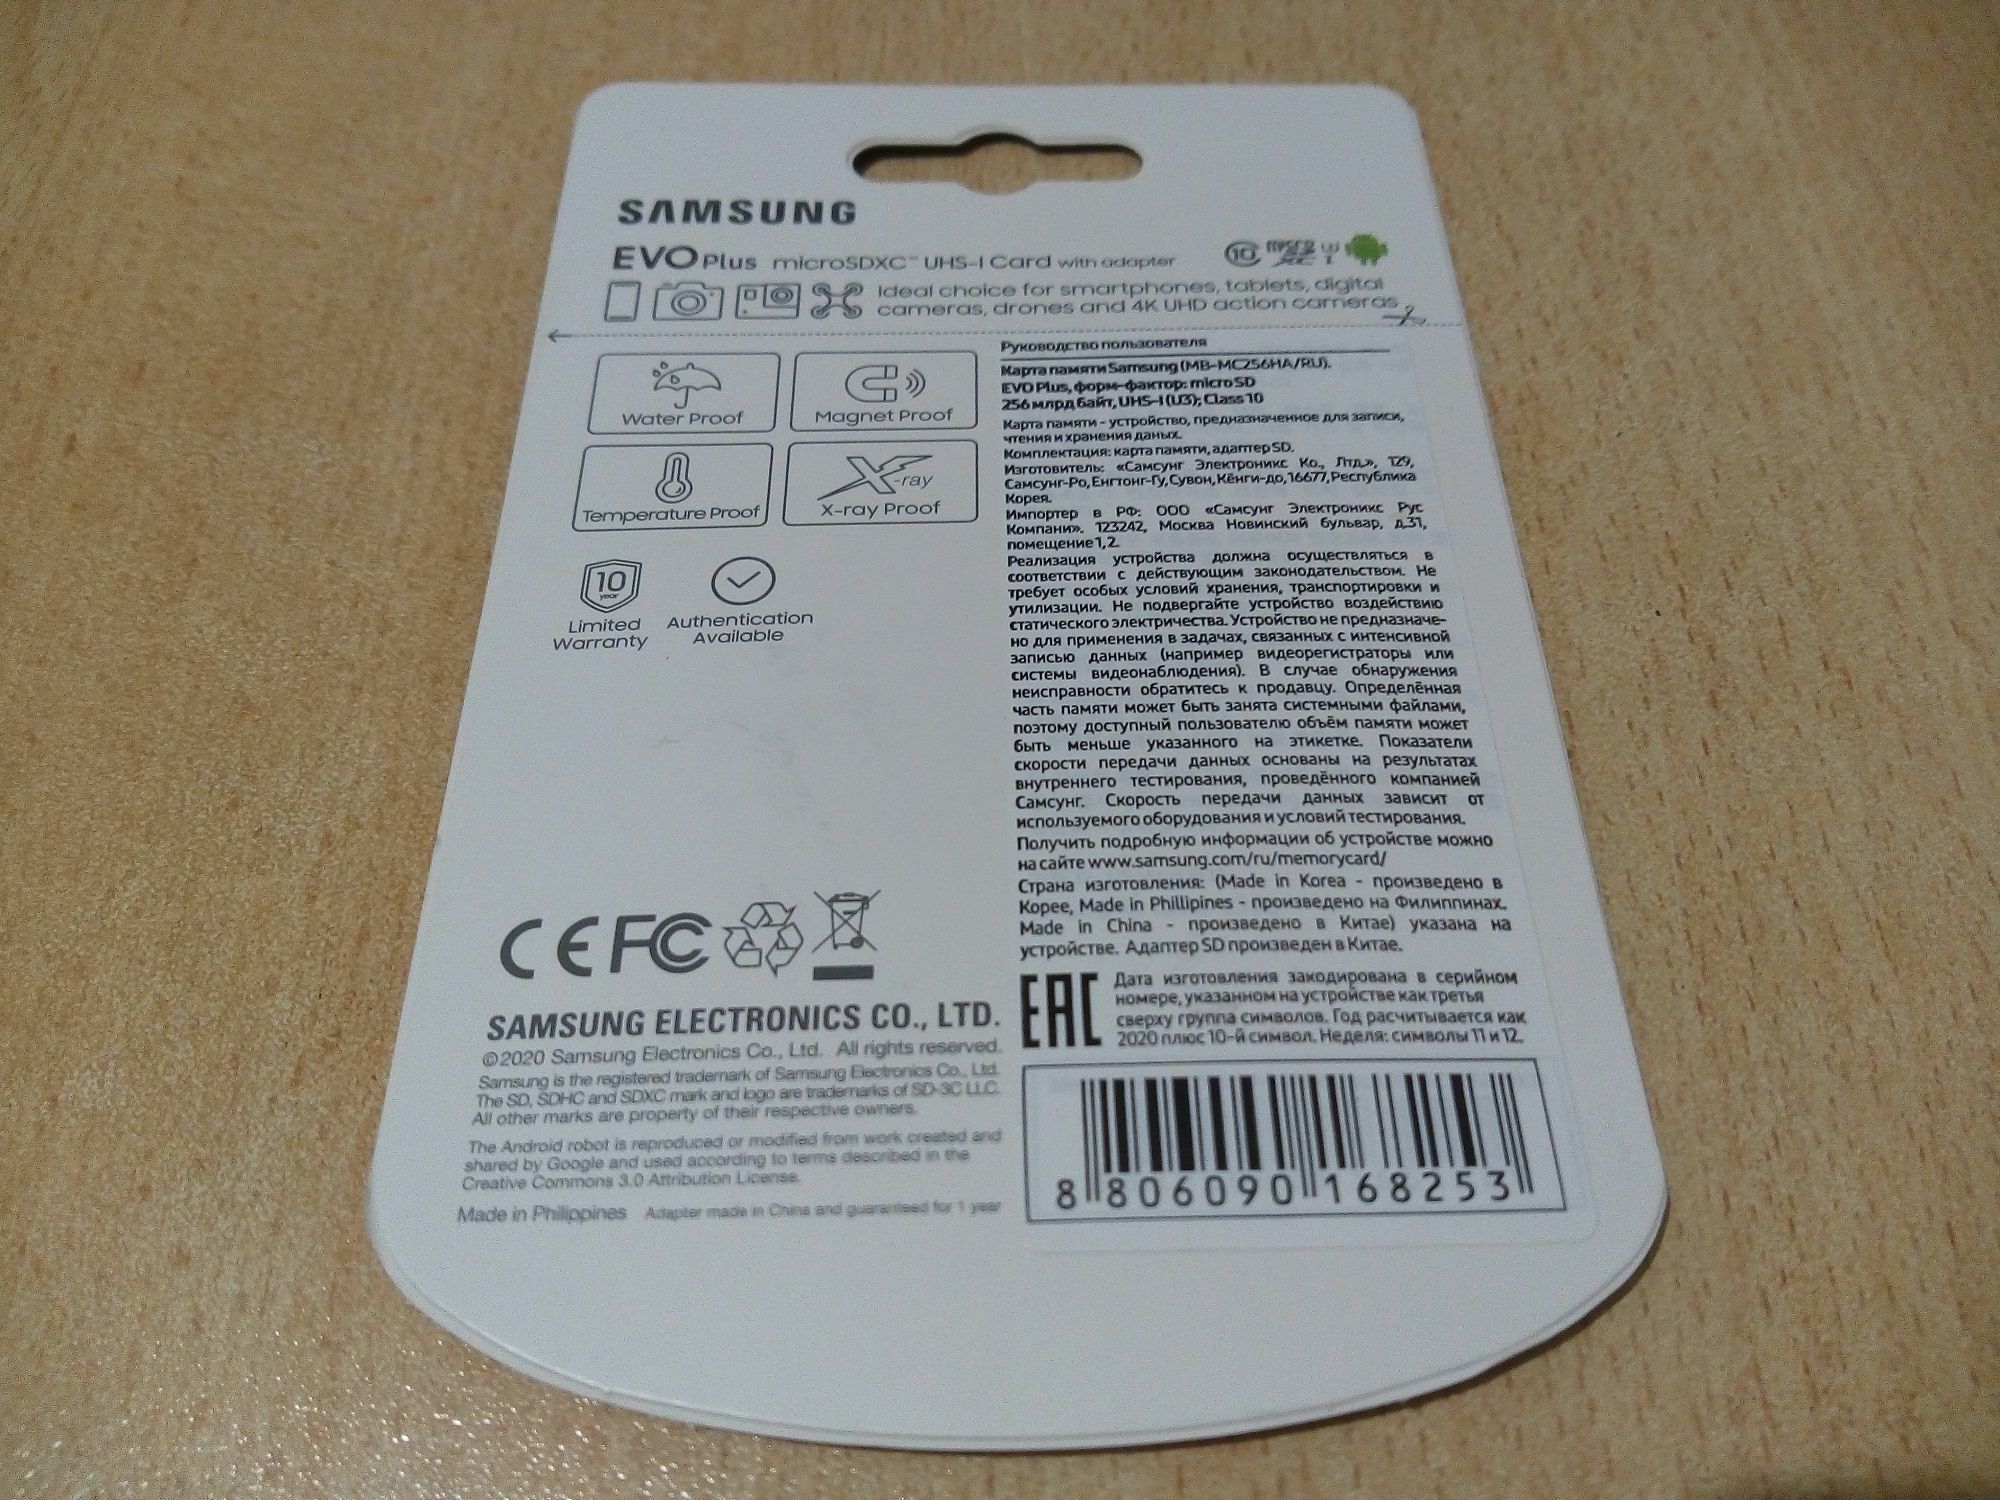 SAMSUNG
EVO Plus microSDXC™ UHS-I Card with adapter
10 micro SD XC I 3
Ideal choice for smartphones, tablets, digital
cameras, drones and 4K UHD action cameras
Water Proof
Magnet Proof
Temperature Proof
X-ray
X-ray Proof
10 year
Limited
Warranty
Authentication
Available
CE FC
SAMSUNG ELECTRONICS CO., LTD.
©2020 Samsung Electronics Co., Ltd. All rights reserved.
Samsung is the registered trademark of Samsung Electronics Co., Ltd.
The SD, SDHC and SDXC mark and logo are trademarks of SD-3C LLC.
All other marks are property of their respective owners.
The Android robot is reproduced or modified from work created and
shared by Google and used according to terms described in the
Creative Commons 3.0 Attribution License.
Made in Philippines Adapter made in China and guaranteed for 1 year
Руководство пользователя
Карта памяти Samsung (MB-MC256HA/RU).
EVO Plus, форм-фактор: micro SD
256 млрд байт, UHS-I (U3); Class 10
Карта памяти - устройство, предназначенное для записи,
чтения и хранения даных.
Комплектация: карта памяти, адаптер SD.
Изготовитель: «Самсунг Электроникс Ко., Лтд.», 129,
Самсунг-Ро, Енгтонг-Гу, Сувон, Кёнги-до, 16677, Республика
Корея.
Импортер в РФ: ООО «Самсунг Электроникс Рус
Компани». 123242, Москва Новинский бульвар, д.31,
помещение 1,2.
Реализация устройства должна осуществляться в
соответствии с действующим законодательством. Не
требует особых условий хранения, транспортировки и
утилизации. Не подвергайте устройство воздействию
статического электричества. Устройство не предназначе-
но для применения в задачах, связанных с интенсивной
записью данных (например видеорегистраторы или
системы видеонаблюдения). В случае обнаружения
неисправности обратитесь к продавцу. Определённая
часть памяти может быть занята системными файлами,
поэтому доступный пользователю объём памяти может
быть меньше указанного на этикетке. Показатели
скорости передачи данных основаны на результатах
внутреннего тестирования, проведённого компанией
Самсунг. Скорость передачи данных зависит от
используемого оборудования и условий тестирования.
Получить подробную информации об устройстве можно
на сайте www.samsung.com/ru/memorycard/
Страна изготовления: (Made in Korea - произведено в
Корее, Made in Phillipines - произведено на Филиппинах.
Made in China - произведено в Китае) указана на
устройстве. Адаптер SD произведен в Китае.
EAC
Дата изготовления закодирована в серийном
номере, указанном на устройстве как третья
сверху группа символов. Год расчитывается как
2020 плюс 10-й символ. Неделя: символы 11 и 12.
8 806090 168253